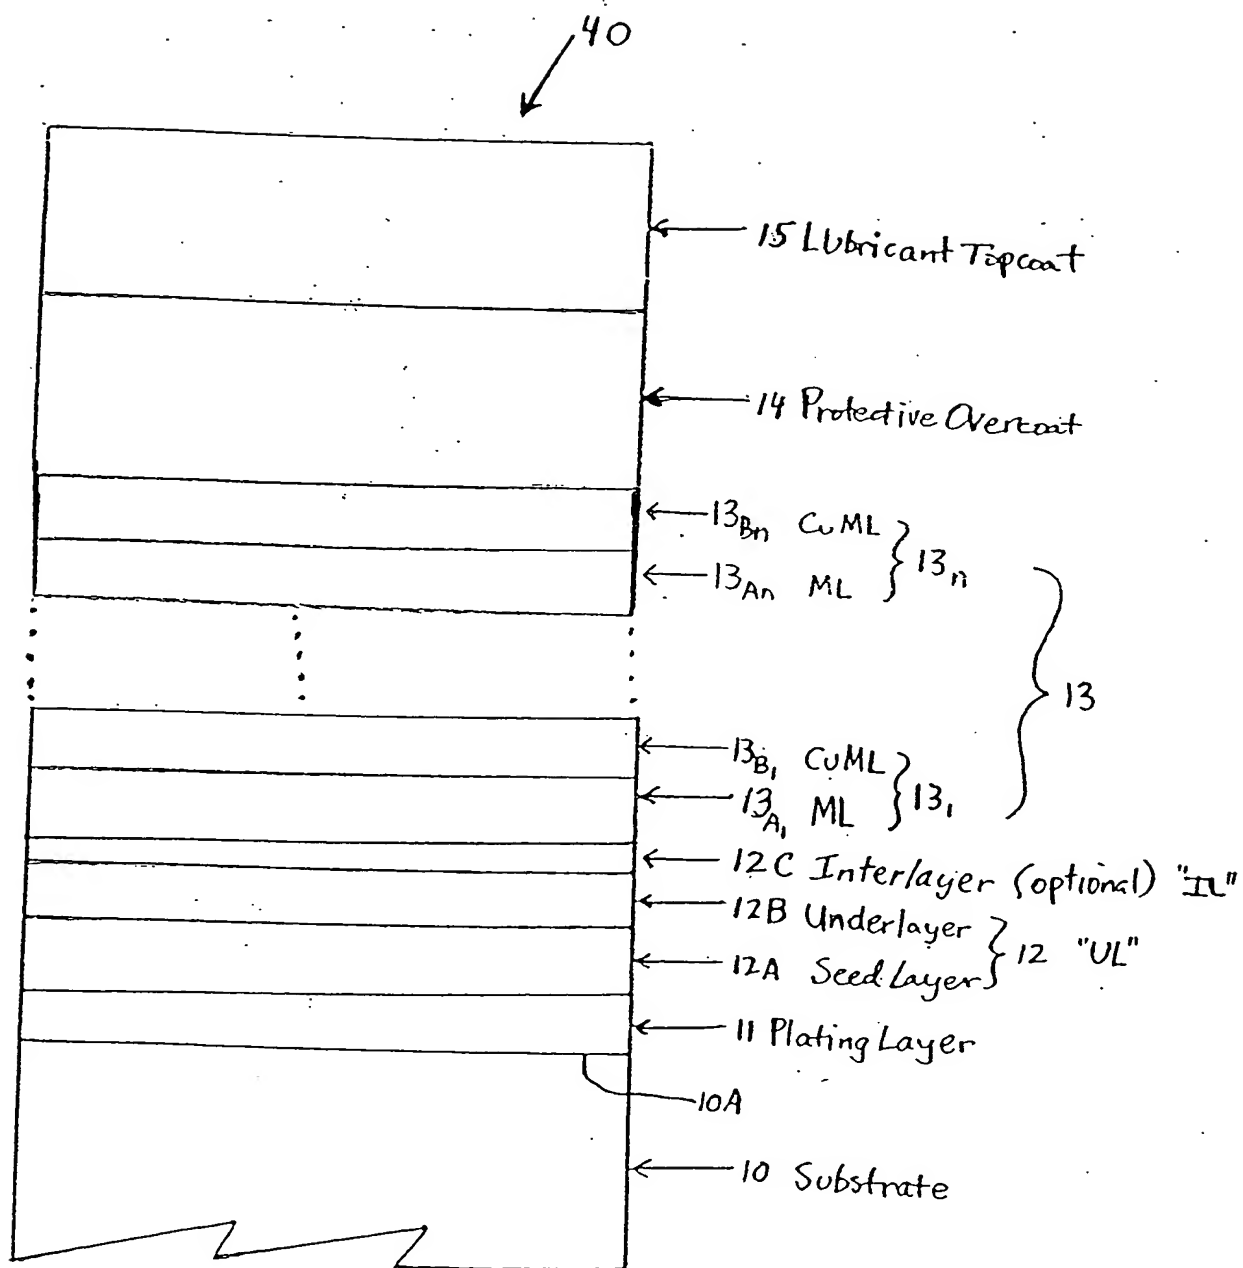 40
15 Lubricant Topcoat
14 Protective Overcoat
13Bn CuML
13An ML
13n
13
13B1 CuML
13A1 ML
131
12C Interlayer (optional) "IL"
12B Underlayer
12A Seed Layer
12 "UL"
11 Plating Layer
10A
10 Substrate